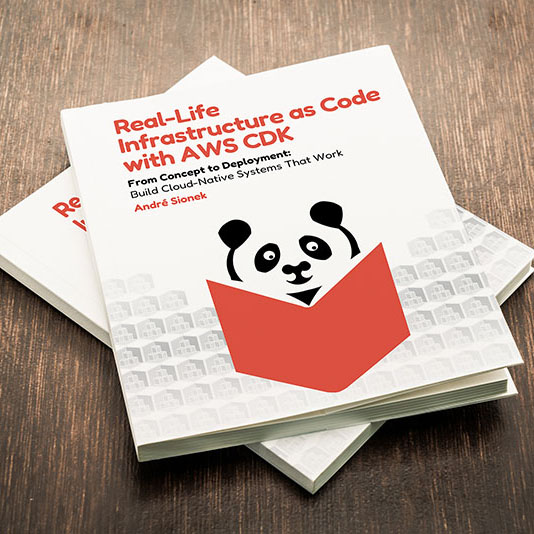 Real-Life
Infrastructure as Code
with AWS CDK
From Concept to Deployment:
Build Cloud-Native Systems That Work
André Sionek
Re